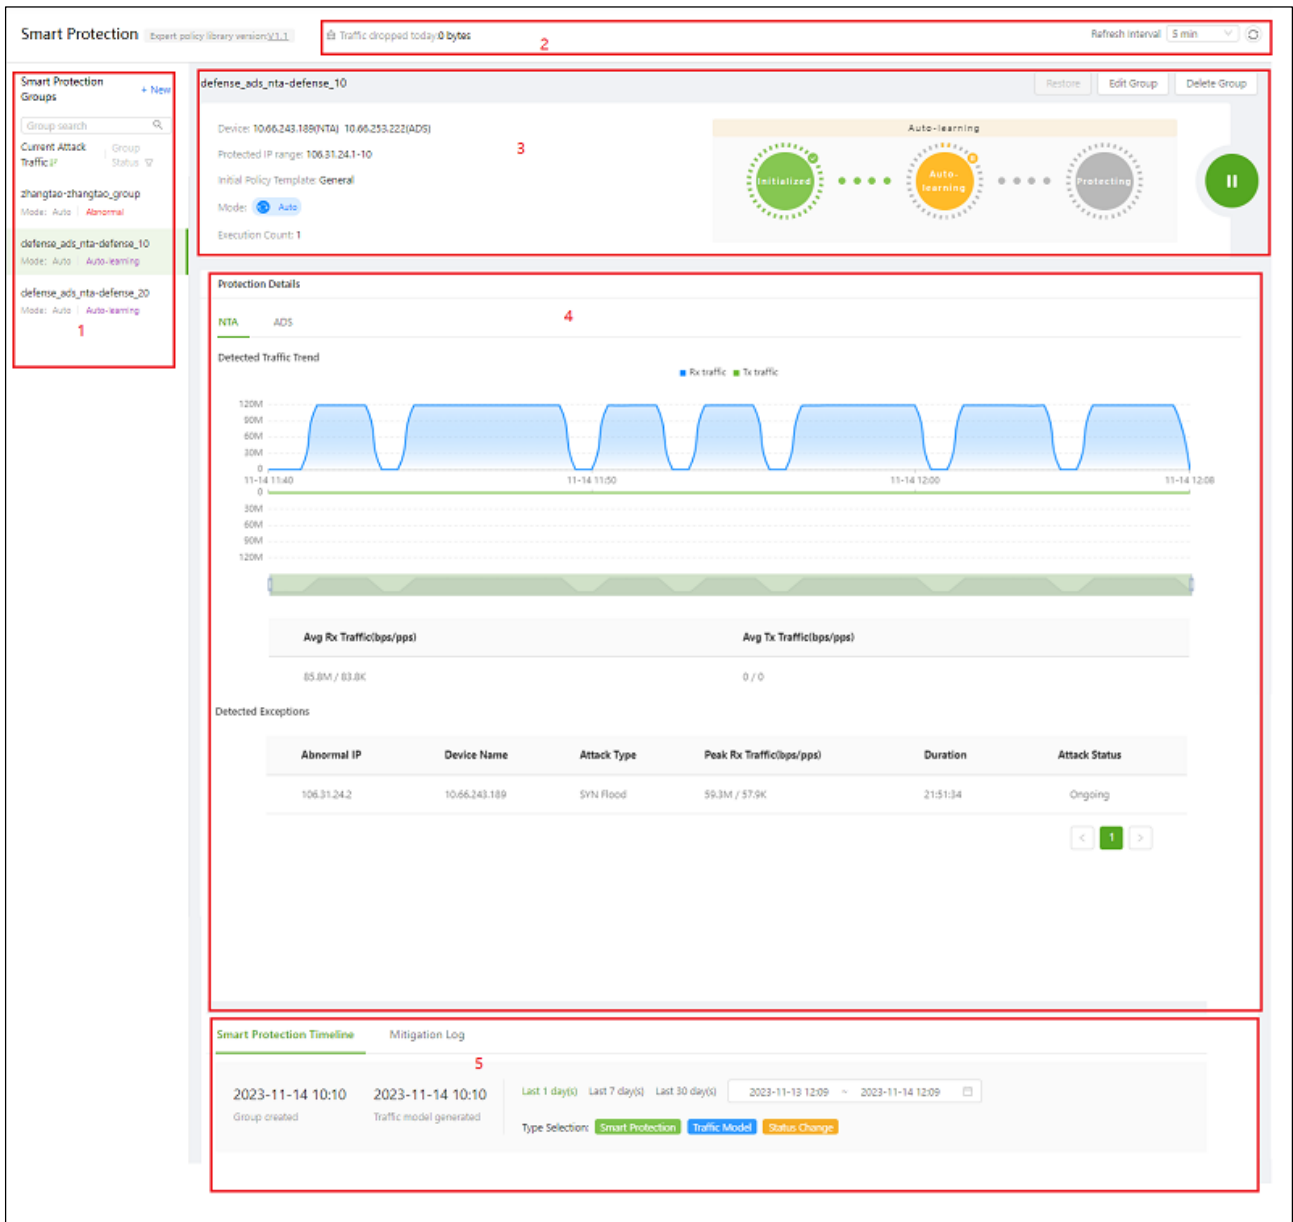 Smart Protection Expert policy library version:V1.1
Traffic dropped today:0 bytes
2
Refresh Interval 5 min
Smart Protection Groups + New
Group search
Current Attack Traffic Group Status
zhangtao-zhangtao_group
Mode: Auto Abnormal
defense_ads_nta-defense_10
Mode: Auto Auto-learning
defense_ads_nta-defense_20
Mode: Auto Auto-learning
1
defense_ads_nta-defense_10
Restore Edit Group Delete Group
Device: 10.66.243.189(NTA) 10.66.253.222(ADS)
Protected IP range: 106.31.24.1-10
Initial Policy Template: General
Mode: Auto
Execution Count: 1
3
Auto-learning
Initialized
Auto-learning
Protecting
Protection Details
NTA ADS
4
Detected Traffic Trend
Rx traffic Tx traffic
120M
90M
60M
30M
0
11-14 11:40 11-14 11:50 11-14 12:00 11-14 12:08
0
30M
60M
90M
120M
Avg Rx Traffic(bps/pps) Avg Tx Traffic(bps/pps)
85.8M / 83.8K 0 / 0
Detected Exceptions
Abnormal IP Device Name Attack Type Peak Rx Traffic(bps/pps) Duration Attack Status
106.31.24.2 10.66.243.189 SYN Flood 59.3M / 57.9K 21:51:34 Ongoing
< 1 >
Smart Protection Timeline Mitigation Log
5
2023-11-14 10:10 2023-11-14 10:10
Group created Traffic model generated
Last 1 day(s) Last 7 day(s) Last 30 day(s) 2023-11-13 12:09 ~ 2023-11-14 12:09
Type Selection: Smart Protection Traffic Model Status Change